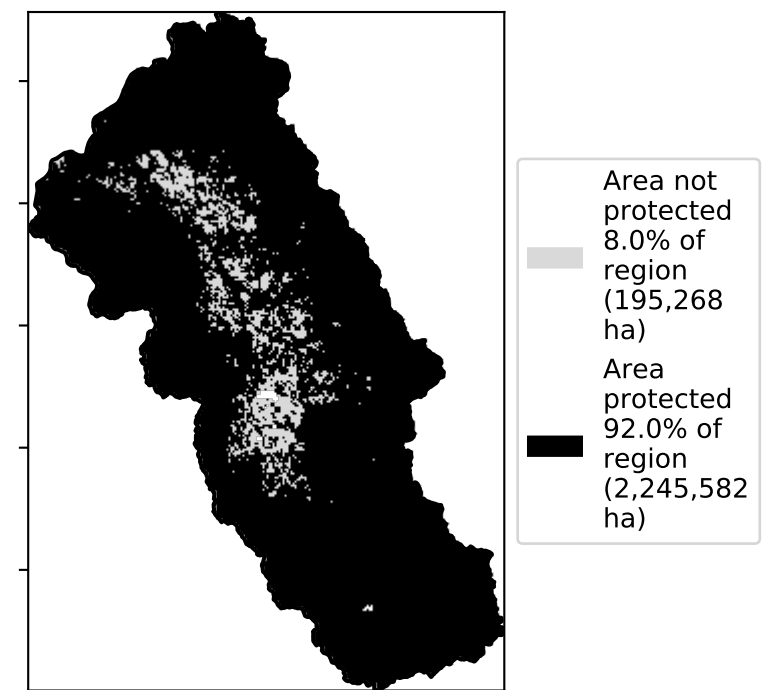 Area not
protected
8.0% of
region
(195,268
ha)
Area
protected
92.0% of
region
(2,245,582
ha)